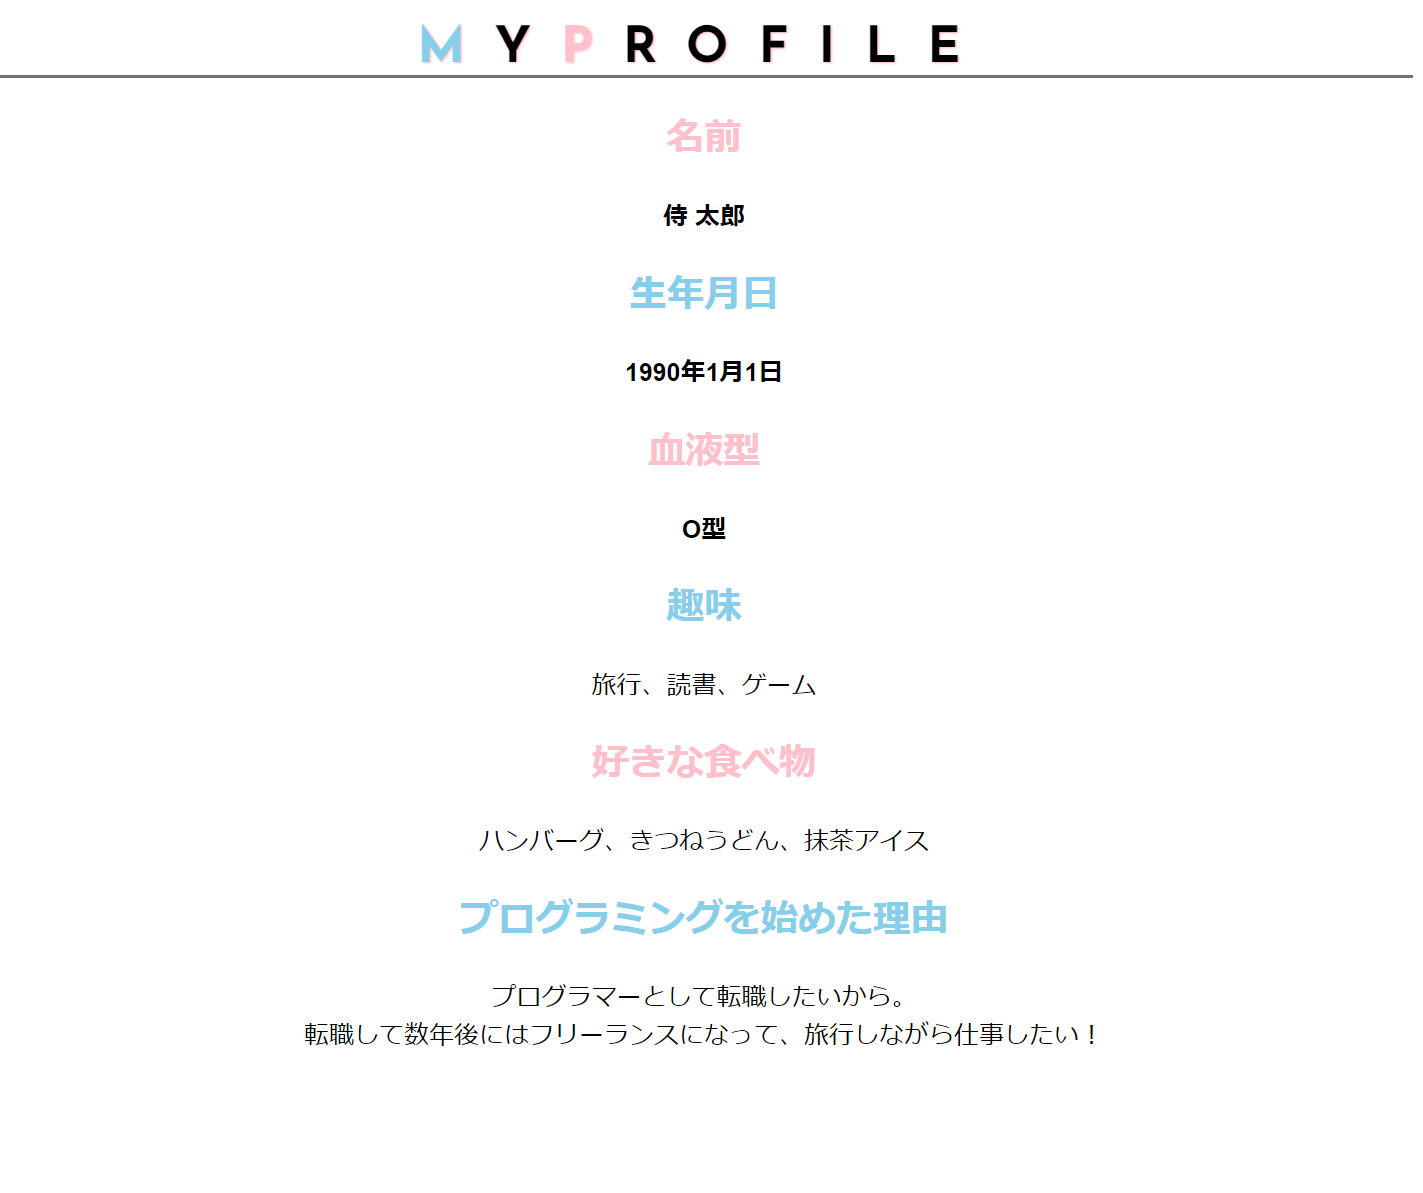 MYPROFILE
名前
侍 太郎
生年月日
1990年1月1日
血液型
O型
趣味
旅行、読書、ゲーム
好きな食べ物
ハンバーグ、きつねうどん、抹茶アイス
プログラミングを始めた理由
プログラマーとして転職したいから。
転職して数年後にはフリーランスになって、旅行しながら仕事したい！